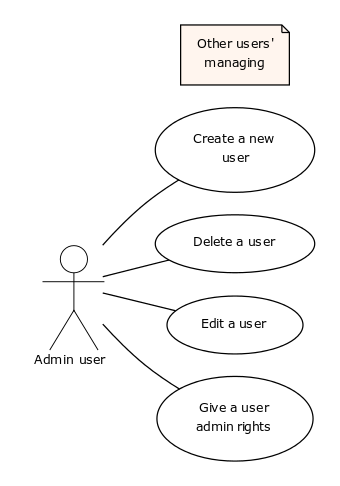 Other users'
managing
Create a new
user
Delete a user
Edit a user
Admin user
Give a user
admin rights